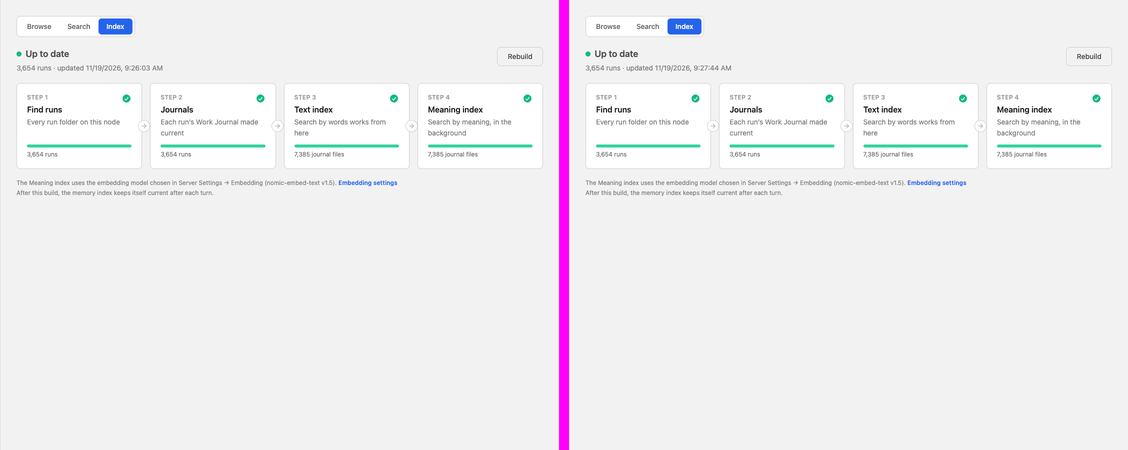 Browse Search Index
Up to date
3,654 runs · updated 11/19/2026, 9:26:03 AM
Rebuild
STEP 1
Find runs
Every run folder on this node
3,654 runs
STEP 2
Journals
Each run's Work Journal made
current
3,654 runs
STEP 3
Text index
Search by words works from
here
7,385 journal files
STEP 4
Meaning index
Search by meaning, in the
background
7,385 journal files
The Meaning index uses the embedding model chosen in Server Settings → Embedding (nomic-embed-text v1.5). Embedding settings
After this build, the memory index keeps itself current after each turn.
Browse Search Index
Up to date
3,654 runs · updated 11/19/2026, 9:27:44 AM
Rebuild
STEP 1
Find runs
Every run folder on this node
3,654 runs
STEP 2
Journals
Each run's Work Journal made
current
3,654 runs
STEP 3
Text index
Search by words works from
here
7,385 journal files
STEP 4
Meaning index
Search by meaning, in the
background
7,385 journal files
The Meaning index uses the embedding model chosen in Server Settings → Embedding (nomic-embed-text v1.5). Embedding settings
After this build, the memory index keeps itself current after each turn.